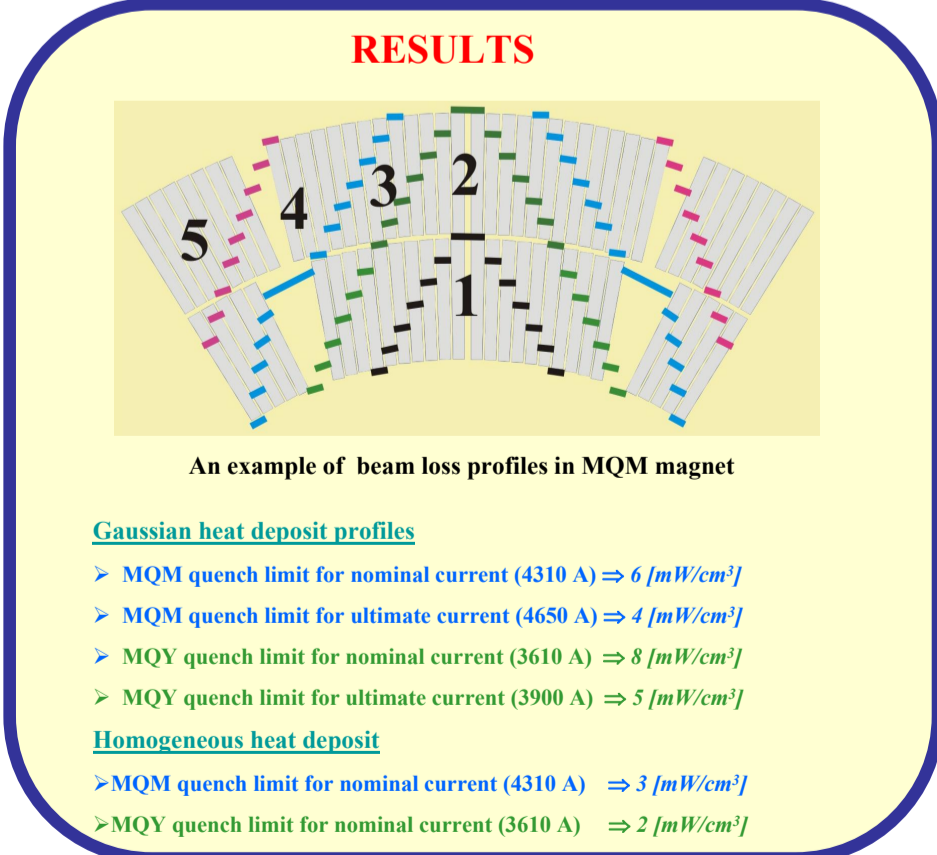 RESULTS
5
4
3
2
1
An example of beam loss profiles in MQM magnet
Gaussian heat deposit profiles
➢ MQM quench limit for nominal current (4310 A) ⇒ 6 [mW/cm³]
➢ MQM quench limit for ultimate current (4650 A) ⇒ 4 [mW/cm³]
➢ MQY quench limit for nominal current (3610 A) ⇒ 8 [mW/cm³]
➢ MQY quench limit for ultimate current (3900 A) ⇒ 5 [mW/cm³]
Homogeneous heat deposit
➢MQM quench limit for nominal current (4310 A) ⇒ 3 [mW/cm³]
➢MQY quench limit for nominal current (3610 A) ⇒ 2 [mW/cm³]